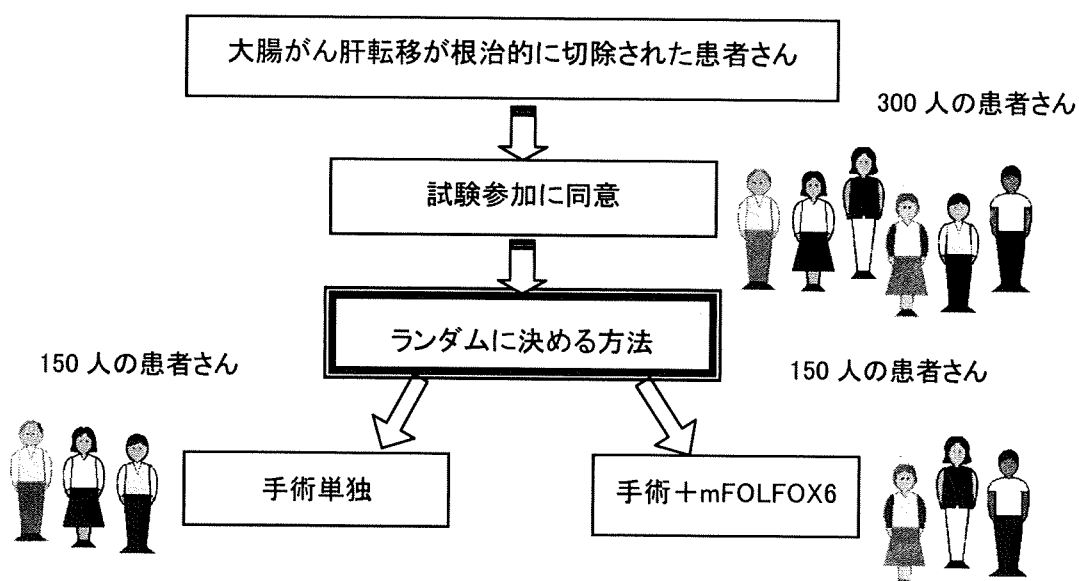 大腸がん肝転移が根治的に切除された患者さん
300 人の患者さん
試験参加に同意
ランダムに決める方法
150 人の患者さん
150 人の患者さん
手術単独
手術＋mFOLFOX6